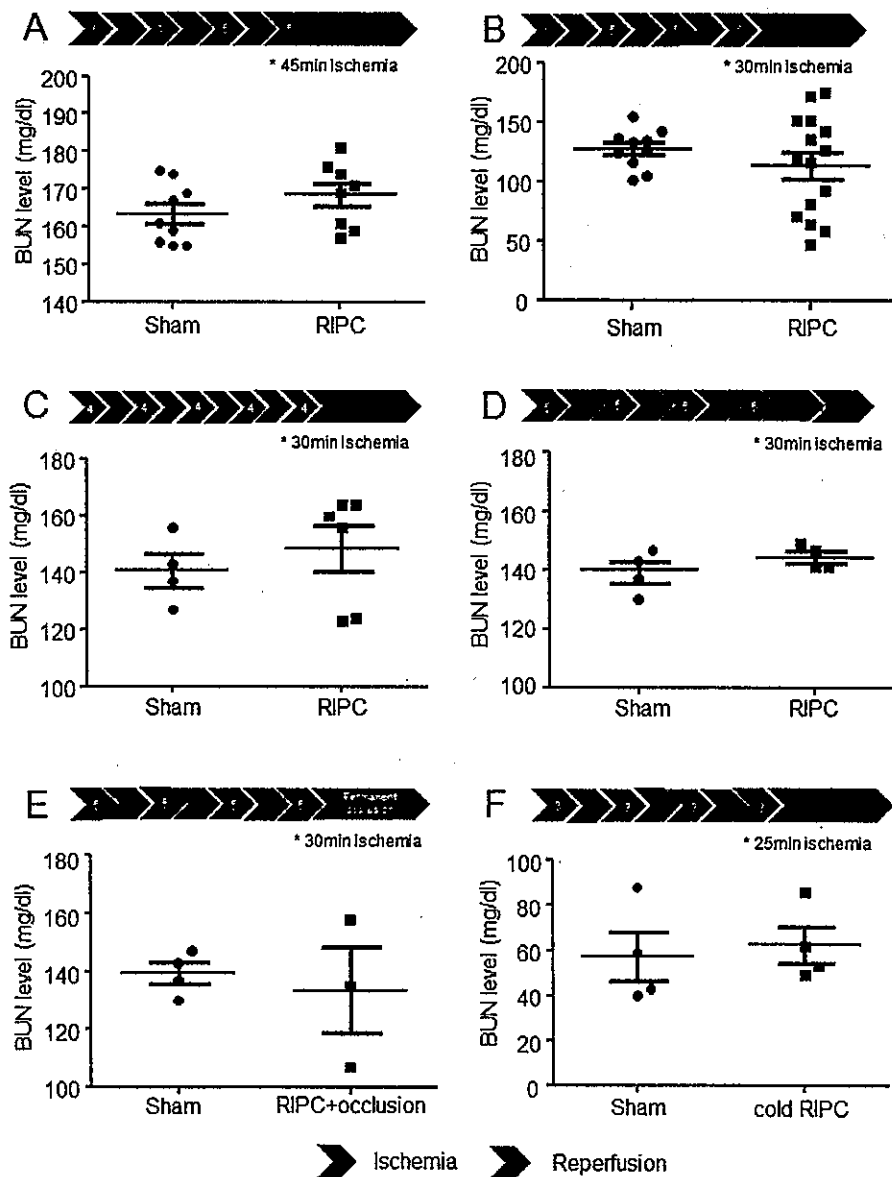 A
* 45min Ischemia
BUN level (mg/dl)
200
190
180
170
160
150
140
Sham RIPC
B
* 30min Ischemia
BUN level (mg/dl)
200
150
100
50
0
Sham RIPC
C
4 4 4 4 4
* 30min Ischemia
BUN level (mg/dl)
180
160
140
120
100
Sham RIPC
D
* 30min Ischemia
BUN level (mg/dl)
180
160
140
120
100
Sham RIPC
E
Permanent
* 30min Ischemia
BUN level (mg/dl)
180
160
140
120
100
Sham RIPC+occlusion
F
* 25min Ischemia
BUN level (mg/dl)
100
80
60
40
20
0
Sham cold RIPC
Ischemia Reperfusion